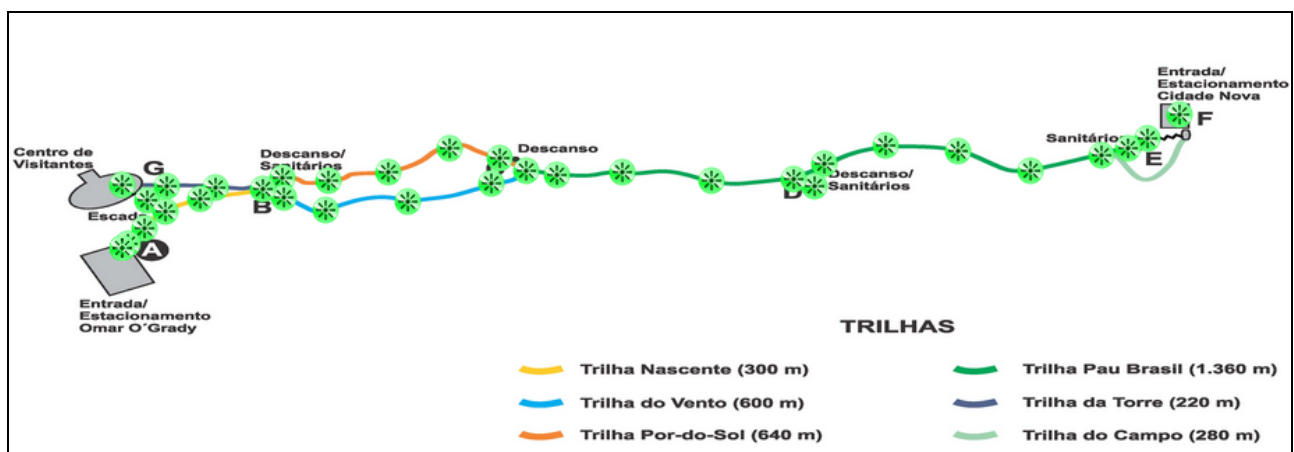 Entrada/
Estacionamento
Cidade Nova
F
Sanitários
E
Centro de
Visitantes
G
Descanso/
Sanitários
Descanso
Descanso/
Sanitários
D
B
Escad
A
Entrada/
Estacionamento
Omar O´Grady
TRILHAS
Trilha Nascente (300 m)
Trilha do Vento (600 m)
Trilha Por-do-Sol (640 m)
Trilha Pau Brasil (1.360 m)
Trilha da Torre (220 m)
Trilha do Campo (280 m)